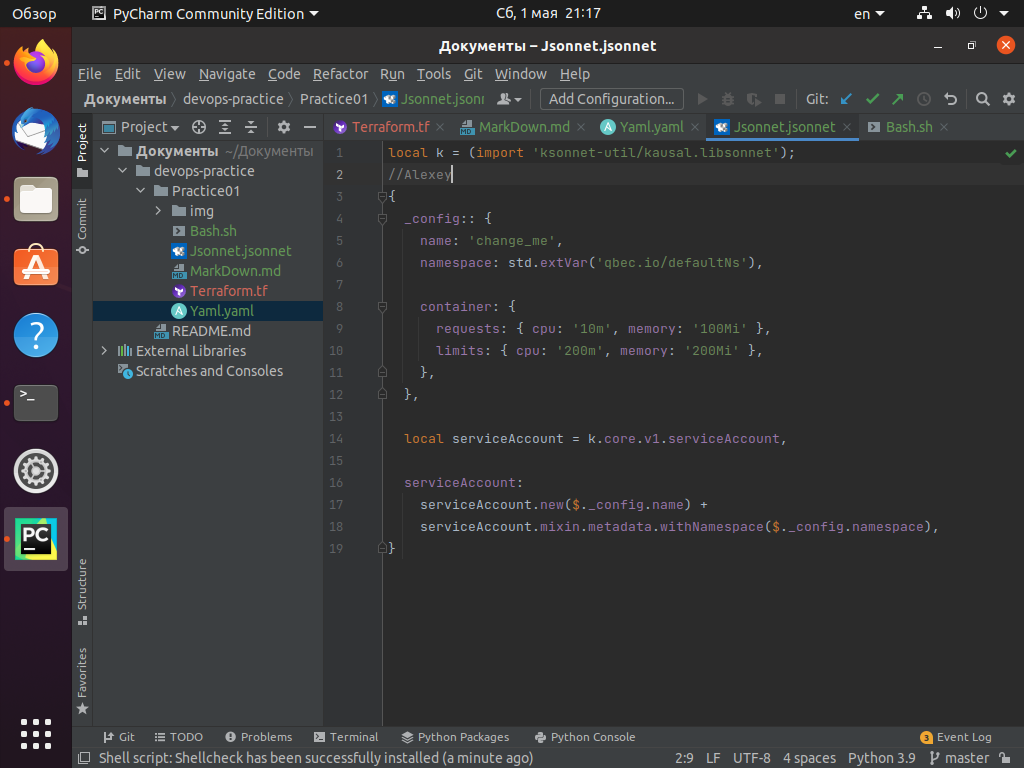 Обзор PyCharm Community Edition Сб, 1 мая 21:17 en
Документы – Jsonnet.jsonnet
File Edit View Navigate Code Refactor Run Tools Git Window Help
Документы devops-practice Practice01 Jsonnet.jsonr Add Configuration... Git:
Project Terraform.tf MarkDown.md Yaml.yaml Jsonnet.jsonnet Bash.sh
Project
Commit
Structure
Favorites
Документы ~/Документы
devops-practice
Practice01
img
Bash.sh
Jsonnet.jsonnet
MarkDown.md
Terraform.tf
Yaml.yaml
README.md
External Libraries
Scratches and Consoles
1 local k = (import 'ksonnet-util/kausal.libsonnet');
2 //Alexey
3 {
4 _config:: {
5 name: 'change_me',
6 namespace: std.extVar('qbec.io/defaultNs'),
7
8 container: {
9 requests: { cpu: '10m', memory: '100Mi' },
10 limits: { cpu: '200m', memory: '200Mi' },
11 },
12 },
13
14 local serviceAccount = k.core.v1.serviceAccount,
15
16 serviceAccount:
17 serviceAccount.new($._config.name) +
18 serviceAccount.mixin.metadata.withNamespace($._config.namespace),
19 }
Git TODO Problems Terminal Python Packages Python Console 3 Event Log
Shell script: Shellcheck has been successfully installed (a minute ago) 2:9 LF UTF-8 4 spaces Python 3.9 master